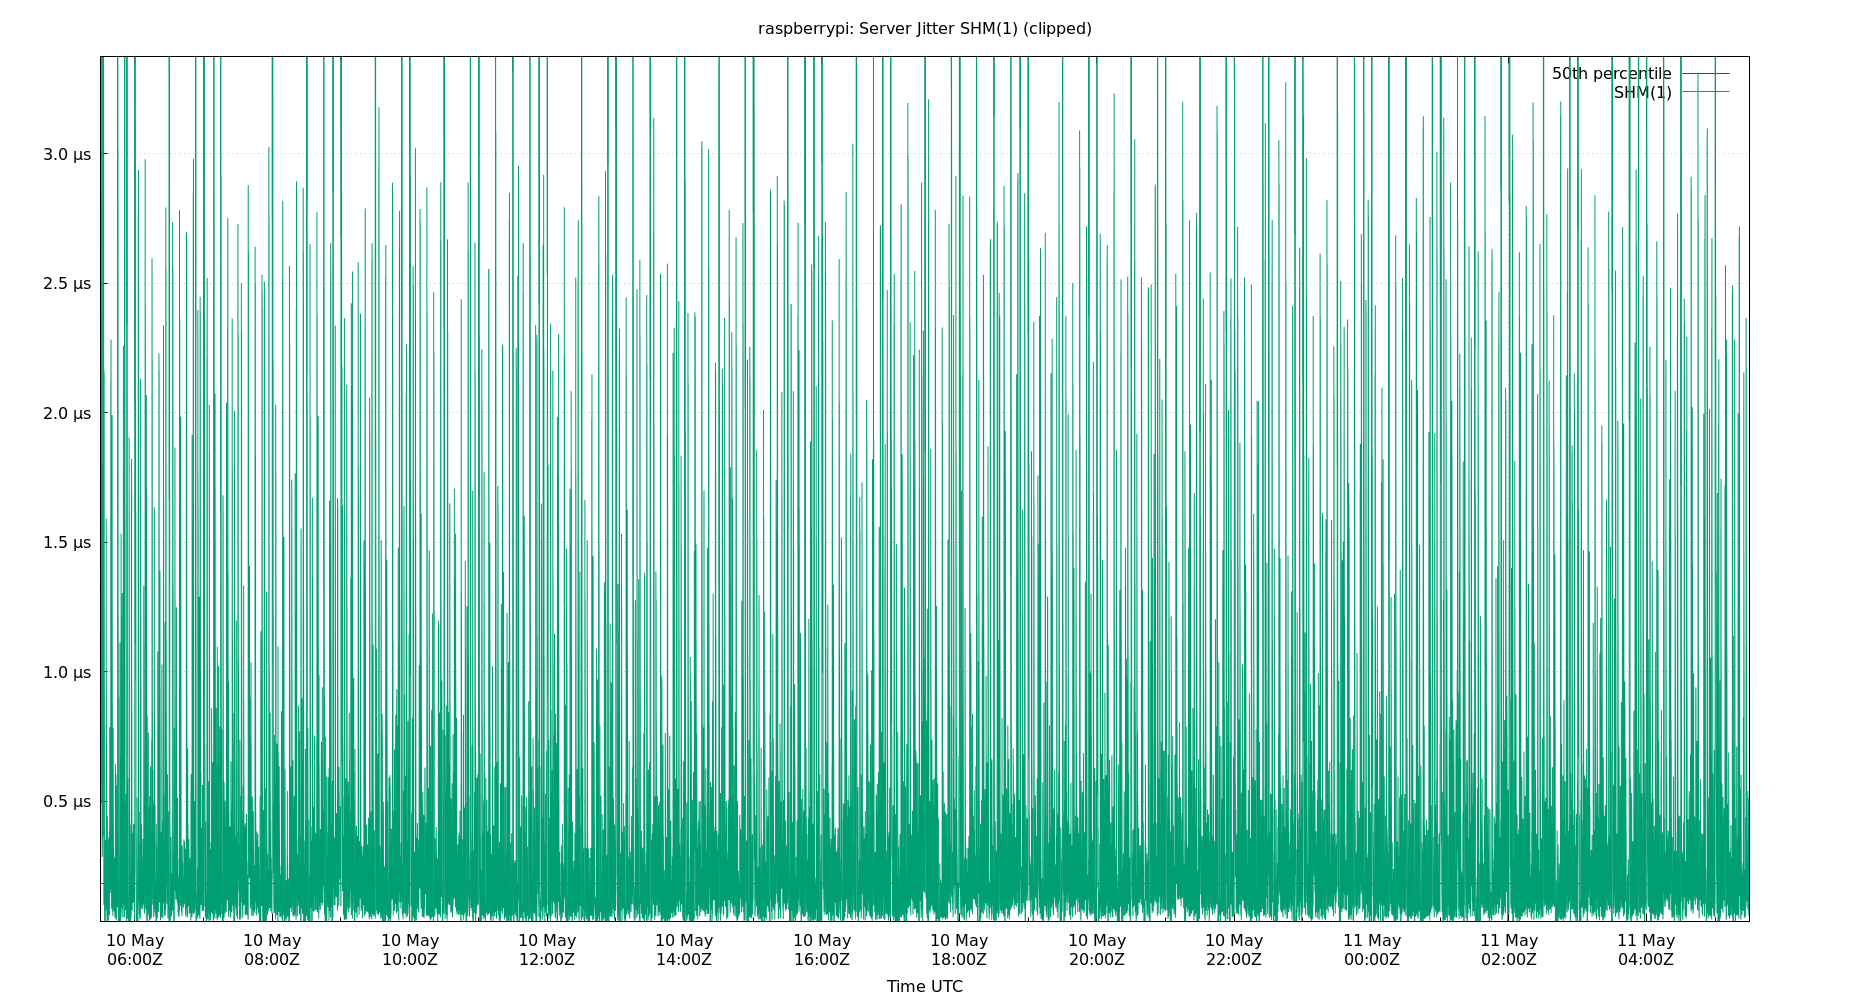 raspberrypi: Server Jitter SHM(1) (clipped)
50th percentile
SHM(1)
3.0 µs
2.5 µs
2.0 µs
1.5 µs
1.0 µs
0.5 µs
10 May 10 May 10 May 10 May 10 May 10 May 10 May 10 May 10 May 11 May 11 May 11 May
06:00Z 08:00Z 10:00Z 12:00Z 14:00Z 16:00Z 18:00Z 20:00Z 22:00Z 00:00Z 02:00Z 04:00Z
Time UTC